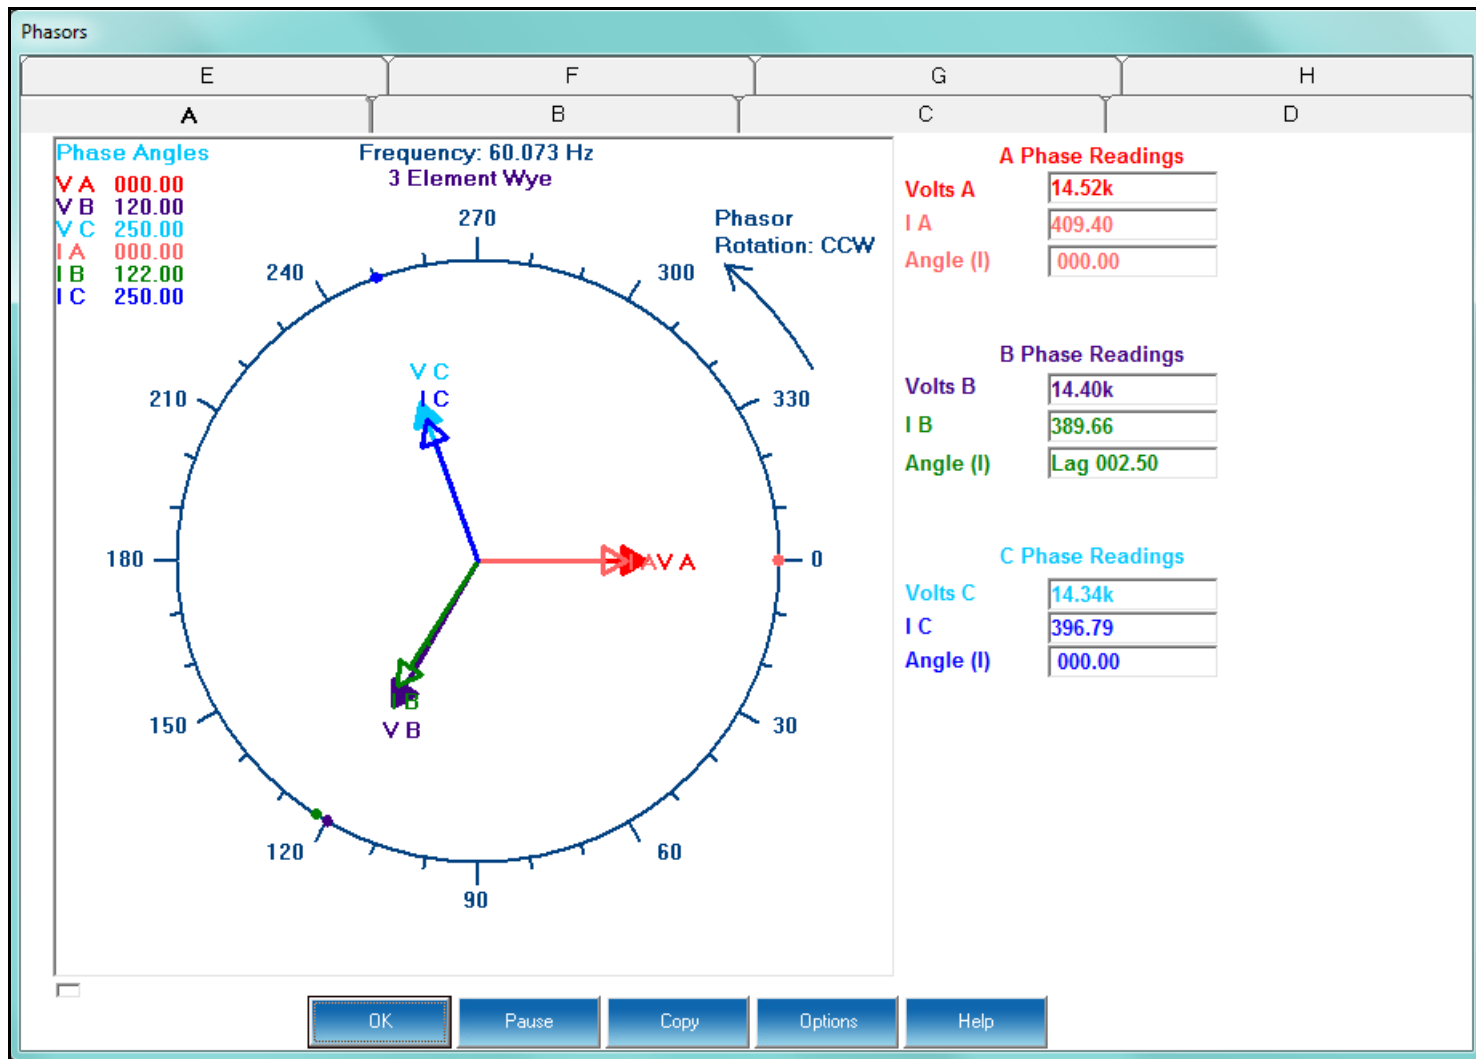 Phasors
E F G H
A B C D
Phase Angles
V A 000.00
V B 120.00
V C 250.00
I A 000.00
I B 122.00
I C 250.00
Frequency: 60.073 Hz
3 Element Wye
Phasor
Rotation: CCW
270
240
300
210
330
180
0
150
30
120
60
90
V C
I C
I A V A
I B
V B
A Phase Readings
Volts A 14.52k
I A 409.40
Angle (I) 000.00
B Phase Readings
Volts B 14.40k
I B 389.66
Angle (I) Lag 002.50
C Phase Readings
Volts C 14.34k
I C 396.79
Angle (I) 000.00
OK Pause Copy Options Help